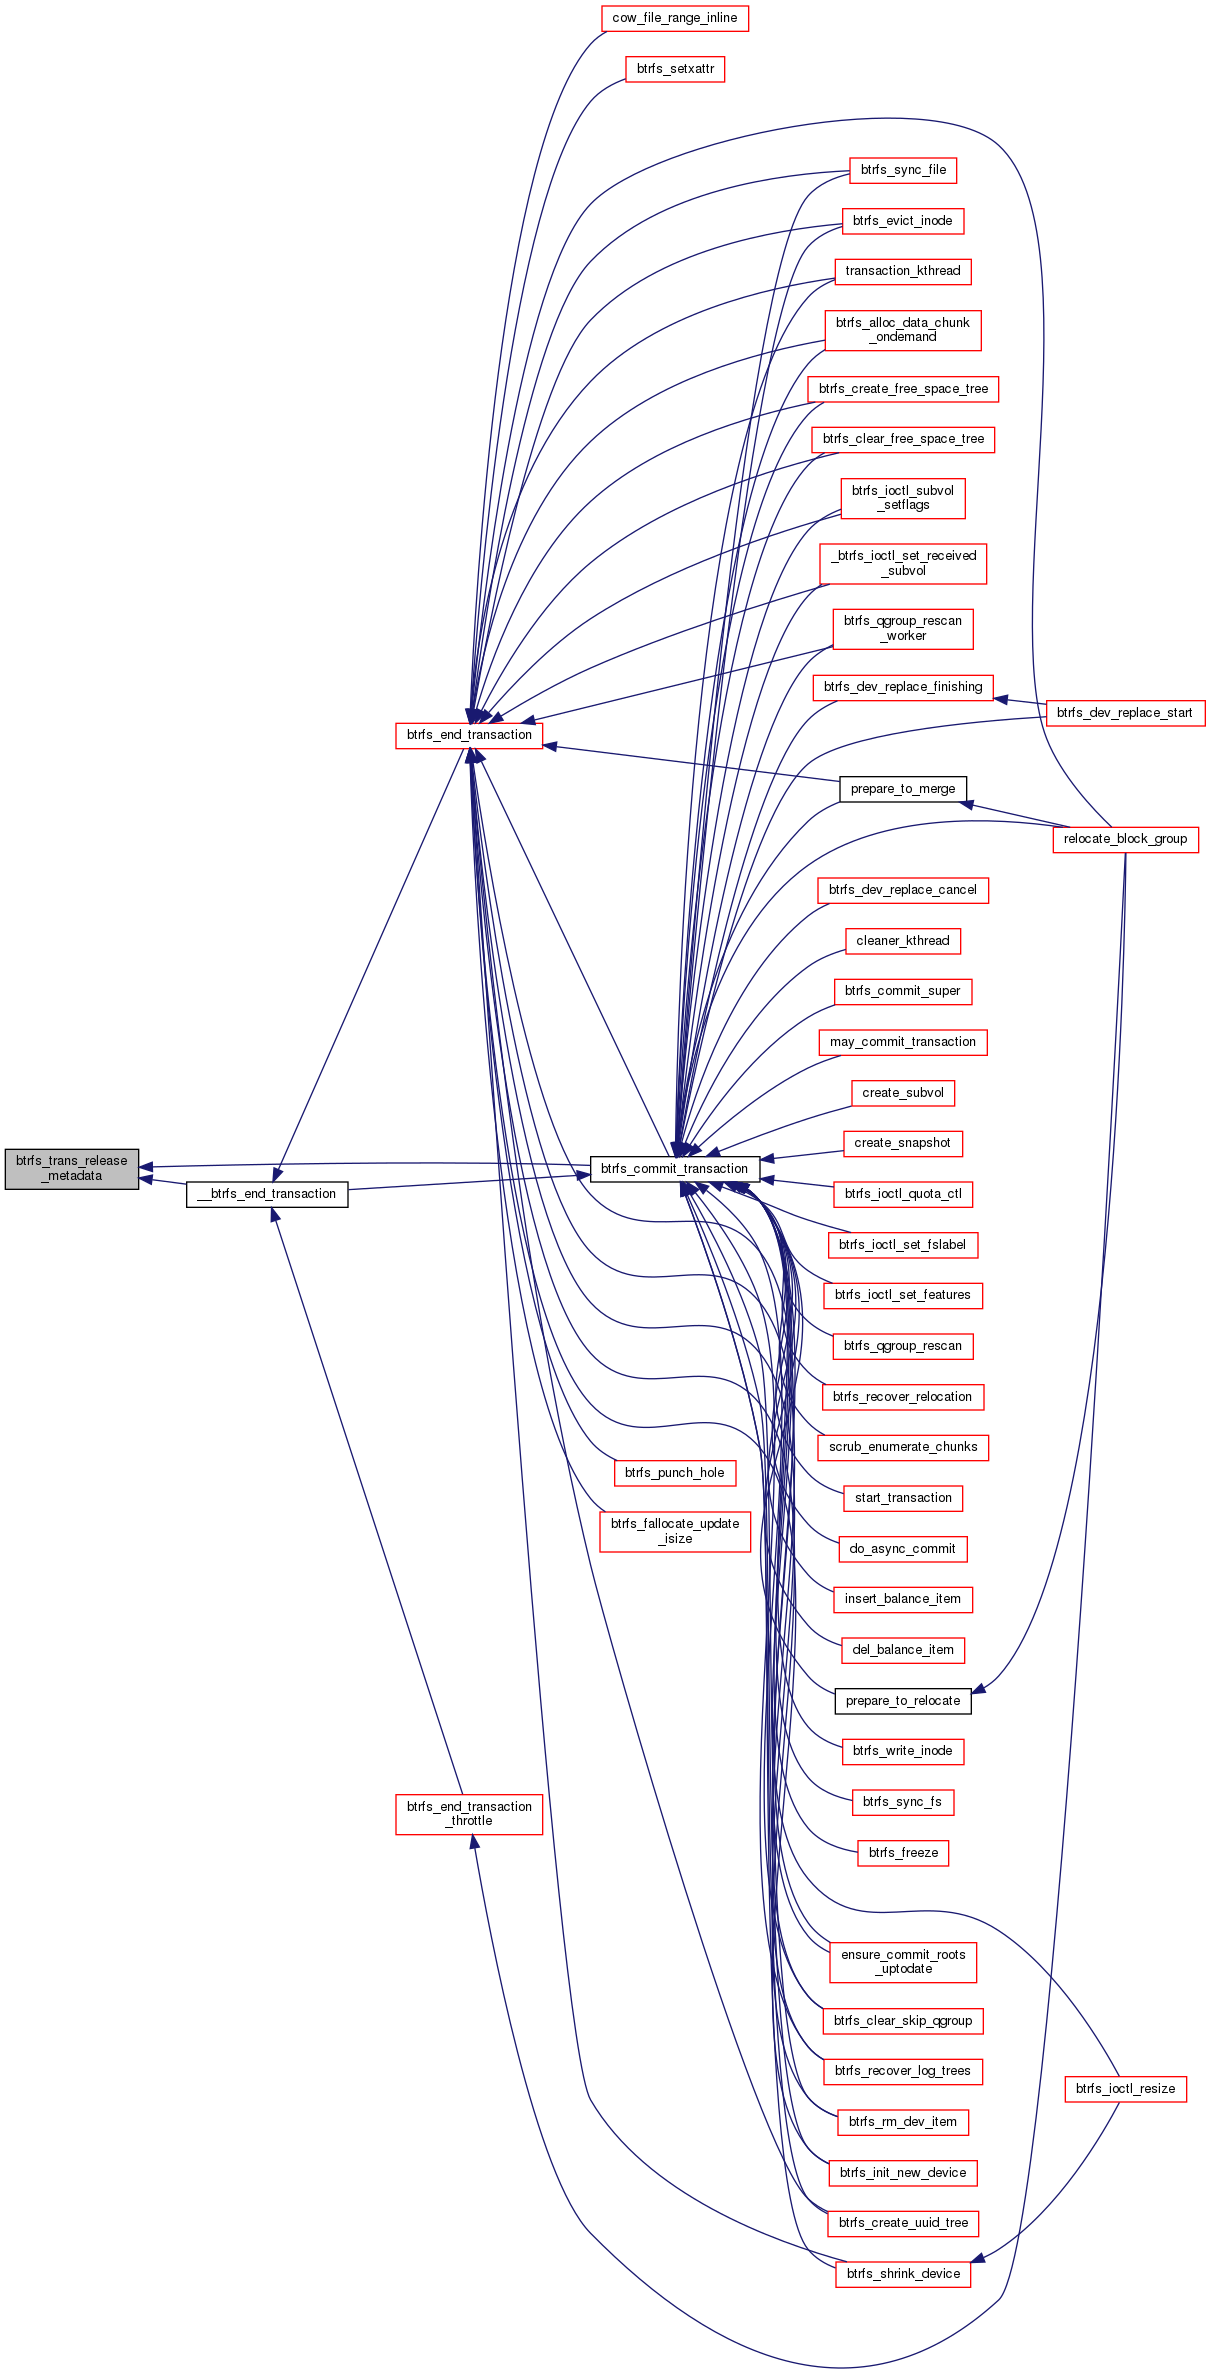 cow_file_range_inline
btrfs_setxattr
btrfs_sync_file
btrfs_evict_inode
transaction_kthread
btrfs_alloc_data_chunk
_ondemand
btrfs_create_free_space_tree
btrfs_clear_free_space_tree
btrfs_ioctl_subvol
_setflags
_btrfs_ioctl_set_received
_subvol
btrfs_qgroup_rescan
_worker
btrfs_dev_replace_finishing
btrfs_dev_replace_start
btrfs_end_transaction
prepare_to_merge
relocate_block_group
btrfs_dev_replace_cancel
cleaner_kthread
btrfs_commit_super
may_commit_transaction
create_subvol
create_snapshot
btrfs_trans_release
_metadata
btrfs_commit_transaction
__btrfs_end_transaction
btrfs_ioctl_quota_ctl
btrfs_ioctl_set_fslabel
btrfs_ioctl_set_features
btrfs_qgroup_rescan
btrfs_recover_relocation
scrub_enumerate_chunks
btrfs_punch_hole
start_transaction
btrfs_fallocate_update
_isize
do_async_commit
insert_balance_item
del_balance_item
prepare_to_relocate
btrfs_write_inode
btrfs_sync_fs
btrfs_end_transaction
_throttle
btrfs_freeze
ensure_commit_roots
_uptodate
btrfs_clear_skip_qgroup
btrfs_recover_log_trees
btrfs_ioctl_resize
btrfs_rm_dev_item
btrfs_init_new_device
btrfs_create_uuid_tree
btrfs_shrink_device